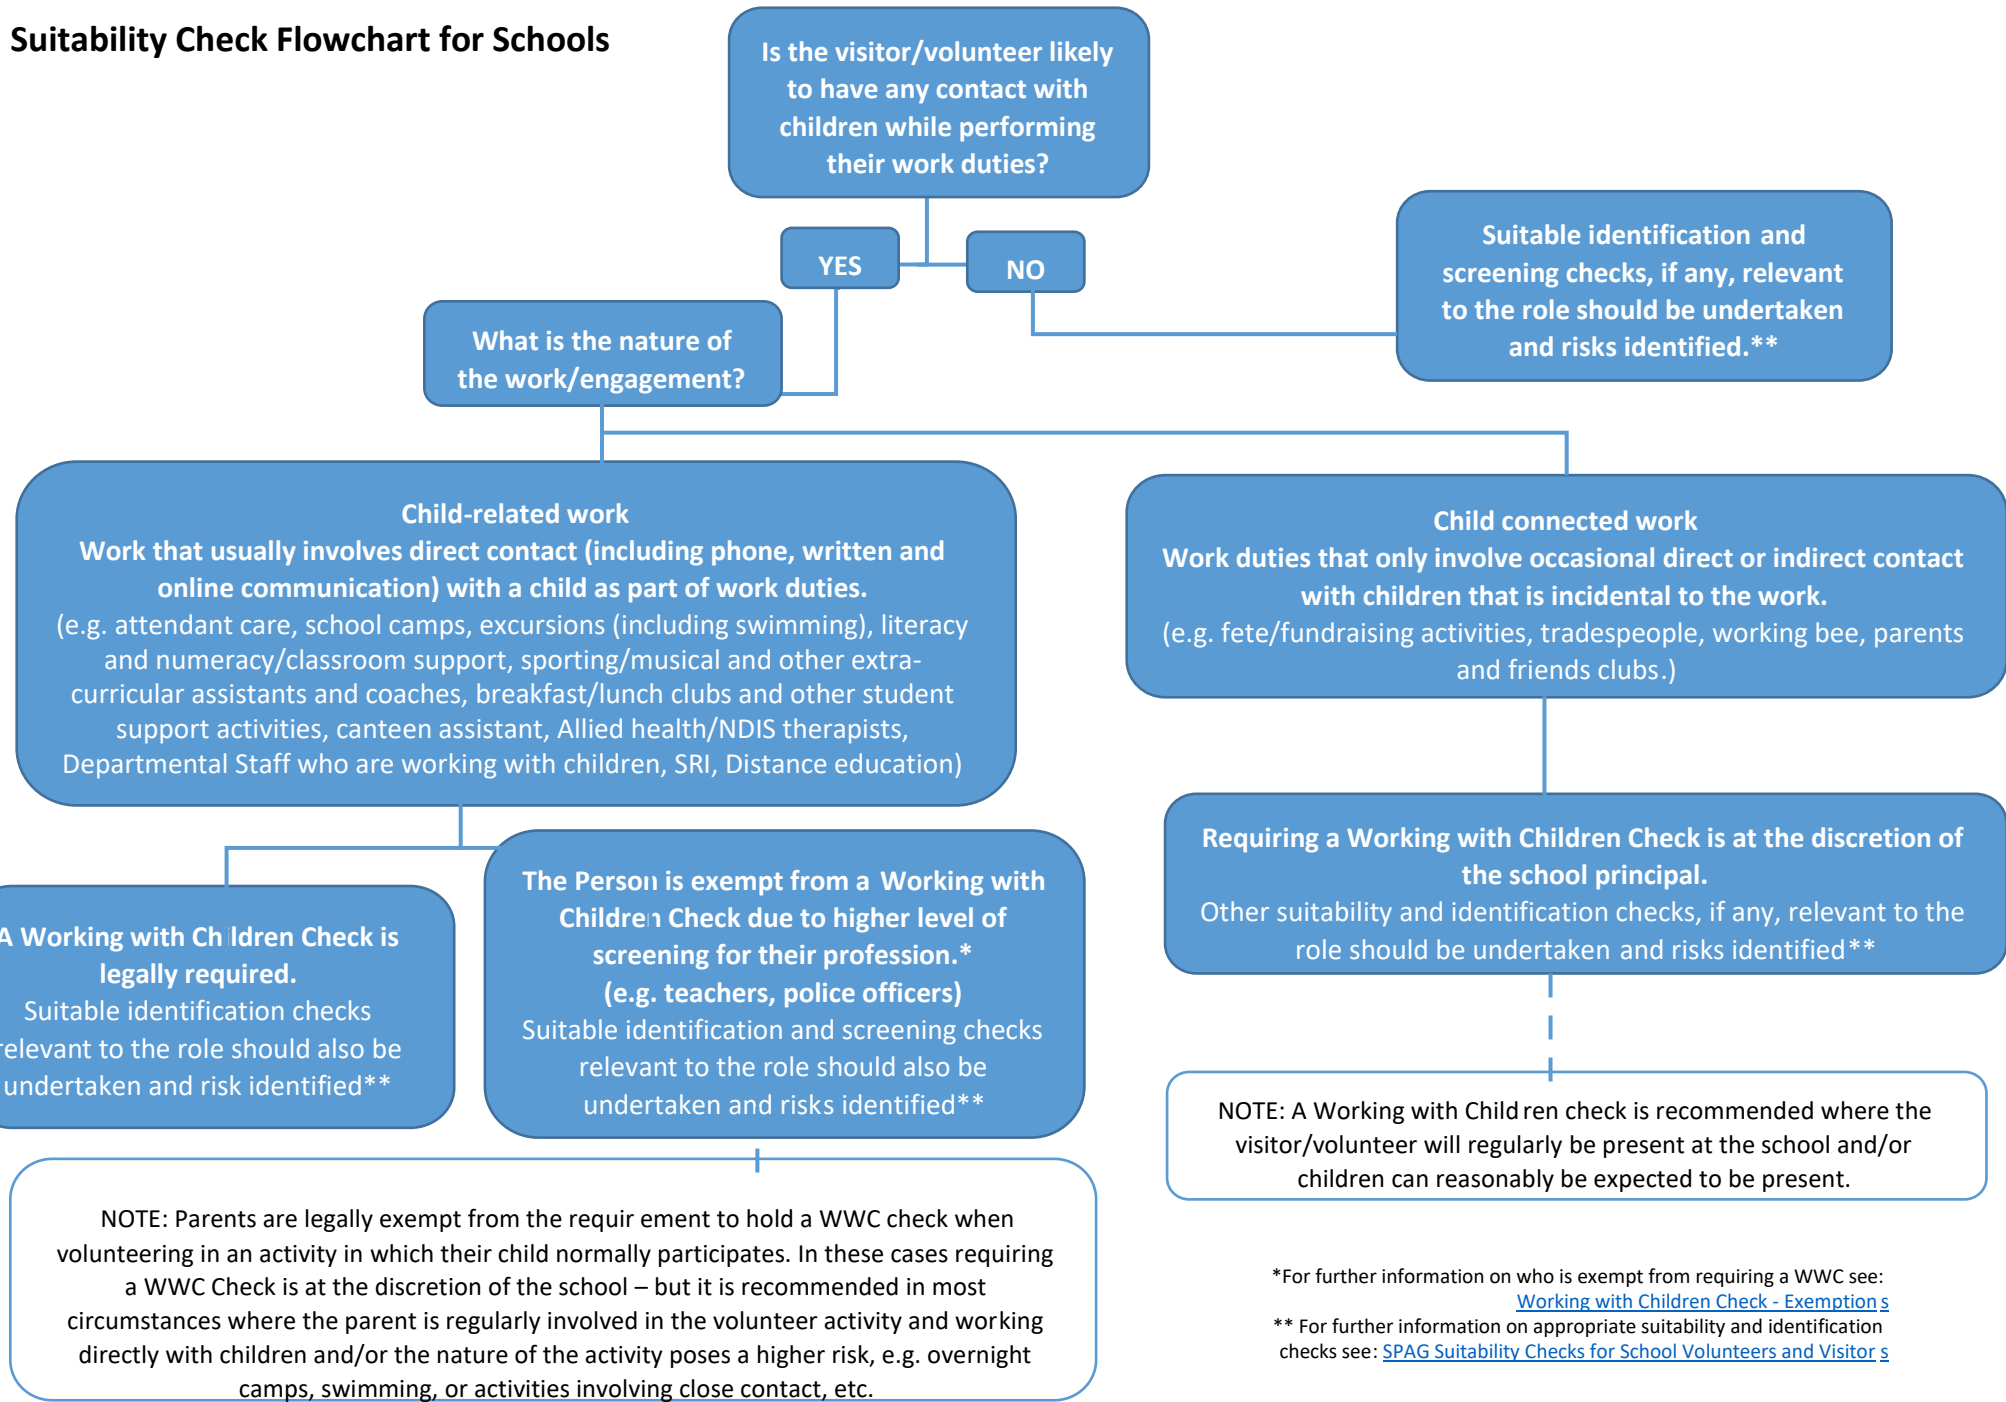 Suitability Check Flowchart for Schools
Is the visitor/volunteer likely
to have any contact with
children while performing
their work duties?
YES
NO
Suitable identification and
screening checks, if any, relevant
to the role should be undertaken
and risks identified.**
What is the nature of
the work/engagement?
Child-related work
Work that usually involves direct contact (including phone, written and
online communication) with a child as part of work duties.
(e.g. attendant care, school camps, excursions (including swimming), literacy
and numeracy/classroom support, sporting/musical and other extra-
curricular assistants and coaches, breakfast/lunch clubs and other student
support activities, canteen assistant, Allied health/NDIS therapists,
Departmental Staff who are working with children, SRI, Distance education)
Child connected work
Work duties that only involve occasional direct or indirect contact
with children that is incidental to the work.
(e.g. fete/fundraising activities, tradespeople, working bee, parents
and friends clubs.)
A Working with Children Check is
legally required.
Suitable identification checks
relevant to the role should also be
undertaken and risk identified**
The Person is exempt from a Working with
Children Check due to higher level of
screening for their profession.*
(e.g. teachers, police officers)
Suitable identification and screening checks
relevant to the role should also be
undertaken and risks identified**
Requiring a Working with Children Check is at the discretion of
the school principal.
Other suitability and identification checks, if any, relevant to the
role should be undertaken and risks identified**
NOTE: A Working with Children check is recommended where the
visitor/volunteer will regularly be present at the school and/or
children can reasonably be expected to be present.
NOTE: Parents are legally exempt from the requirement to hold a WWC check when
volunteering in an activity in which their child normally participates. In these cases requiring
a WWC Check is at the discretion of the school – but it is recommended in most
circumstances where the parent is regularly involved in the volunteer activity and working
directly with children and/or the nature of the activity poses a higher risk, e.g. overnight
camps, swimming, or activities involving close contact, etc.
*For further information on who is exempt from requiring a WWC see:
Working with Children Check - Exemptions
** For further information on appropriate suitability and identification
checks see: SPAG Suitability Checks for School Volunteers and Visitors